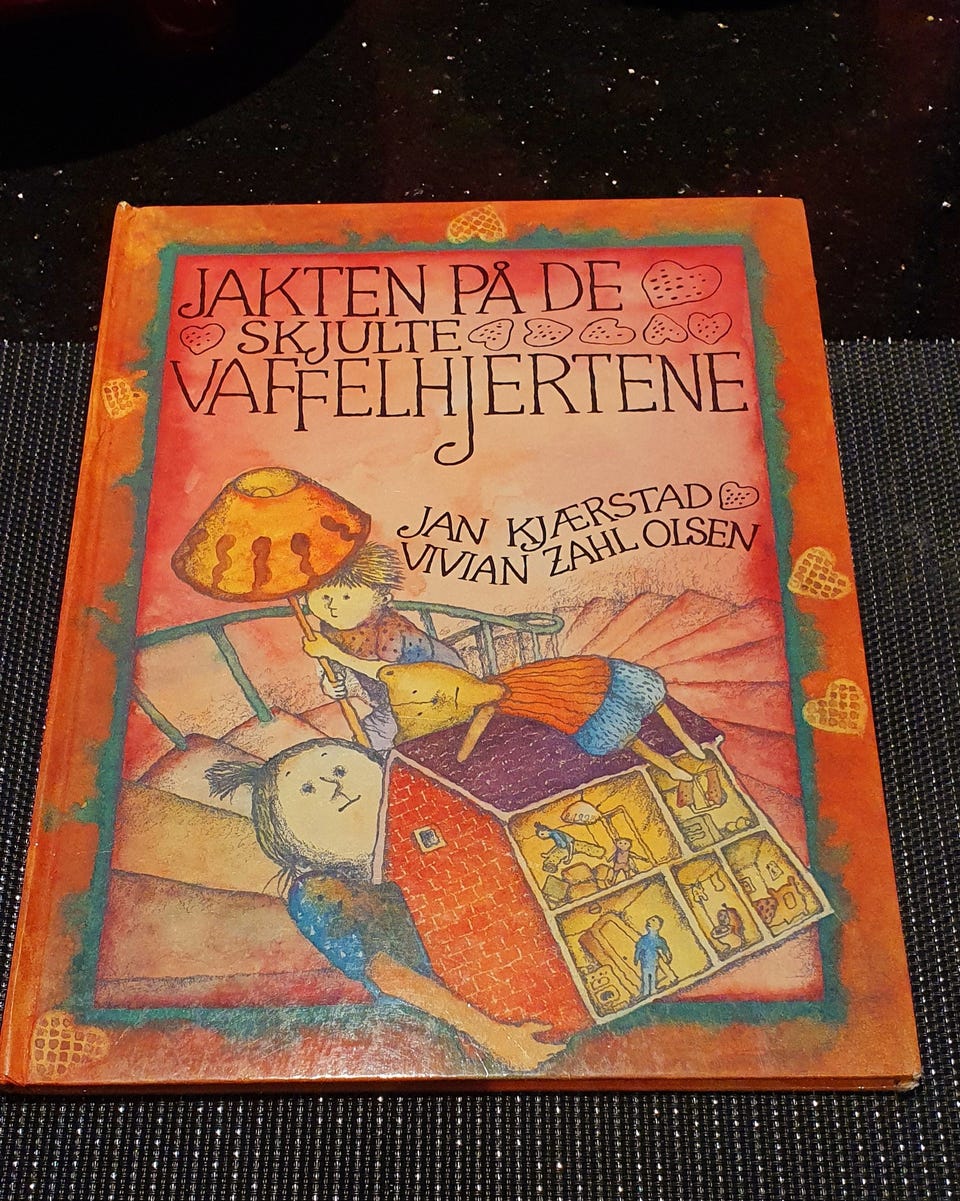 JAKTEN PÅ DE
SKJULTE
VAFFELHJERTENE
JAN KJÆRSTAD
VIVIAN ZAHL OLSEN